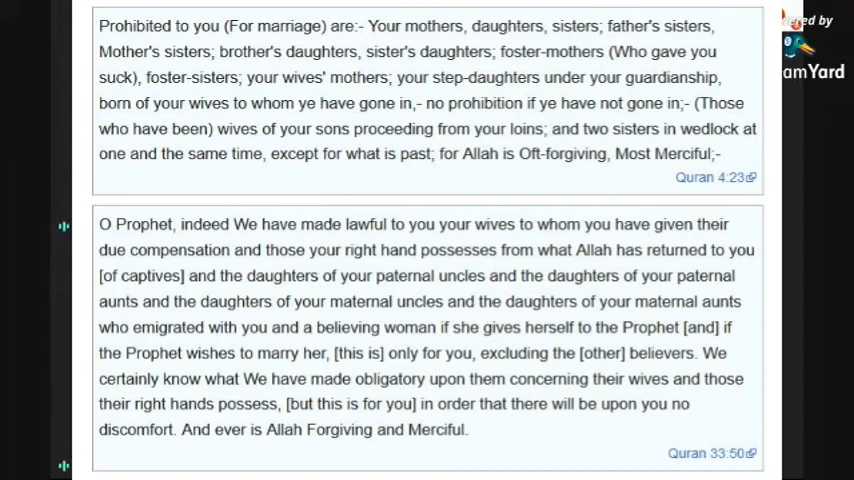 Prohibited to you (For marriage) are:- Your mothers, daughters, sisters; father's sisters,
Mother's sisters; brother's daughters, sister's daughters; foster-mothers (Who gave you
suck), foster-sisters; your wives' mothers; your step-daughters under your guardianship,
born of your wives to whom ye have gone in,- no prohibition if ye have not gone in;- (Those
who have been) wives of your sons proceeding from your loins; and two sisters in wedlock at
one and the same time, except for what is past; for Allah is Oft-forgiving, Most Merciful;-
Quran 4:23
O Prophet, indeed We have made lawful to you your wives to whom you have given their
due compensation and those your right hand possesses from what Allah has returned to you
[of captives] and the daughters of your paternal uncles and the daughters of your paternal
aunts and the daughters of your maternal uncles and the daughters of your maternal aunts
who emigrated with you and a believing woman if she gives herself to the Prophet [and] if
the Prophet wishes to marry her, [this is] only for you, excluding the [other] believers. We
certainly know what We have made obligatory upon them concerning their wives and those
their right hands possess, [but this is for you] in order that there will be upon you no
discomfort. And ever is Allah Forgiving and Merciful.
Quran 33:50
ered by
amYard